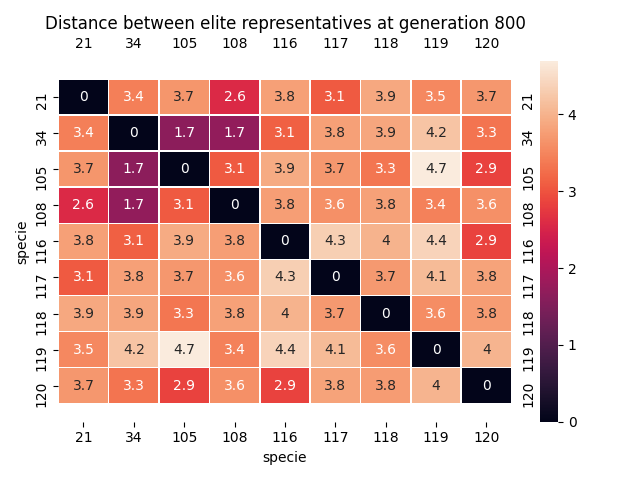 Distance between elite representatives at generation 800
21 34 105 108 116 117 118 119 120
21 0 3.4 3.7 2.6 3.8 3.1 3.9 3.5 3.7 21
34 3.4 0 1.7 1.7 3.1 3.8 3.9 4.2 3.3 34
105 3.7 1.7 0 3.1 3.9 3.7 3.3 4.7 2.9 105
108 2.6 1.7 3.1 0 3.8 3.6 3.8 3.4 3.6 108
116 3.8 3.1 3.9 3.8 0 4.3 4 4.4 2.9 116
117 3.1 3.8 3.7 3.6 4.3 0 3.7 4.1 3.8 117
118 3.9 3.9 3.3 3.8 4 3.7 0 3.6 3.8 118
119 3.5 4.2 4.7 3.4 4.4 4.1 3.6 0 4 119
120 3.7 3.3 2.9 3.6 2.9 3.8 3.8 4 0 120
21 34 105 108 116 117 118 119 120
specie
specie
4
3
2
1
0